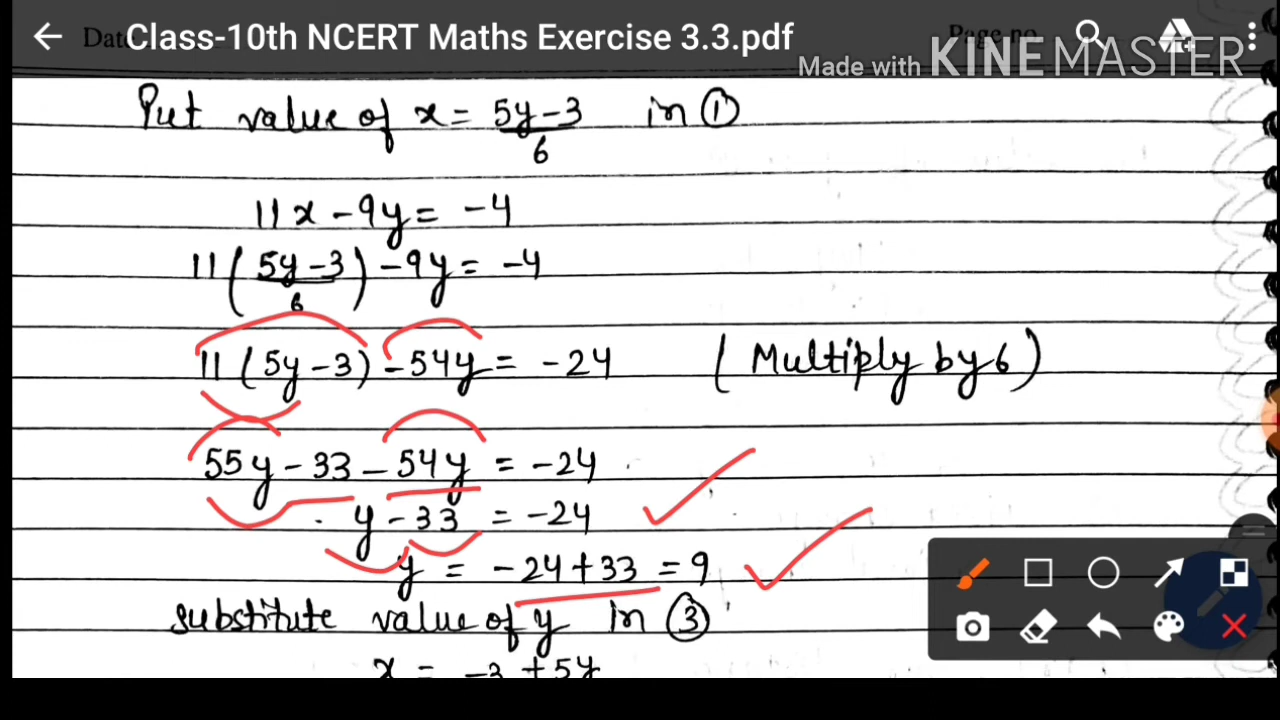 Class-10th NCERT Maths Exercise 3.3.pdf
Made with KINEMASTER
Put value of x = 5y-3/6 in ①
11x - 9y = -4
11(5y-3/6) - 9y = -4
11(5y-3) - 54y = -24 (Multiply by 6)
55y - 33 - 54y = -24
y - 33 = -24
y = -24+33 = 9
substitute value of y in ③
x = -3 + 5y